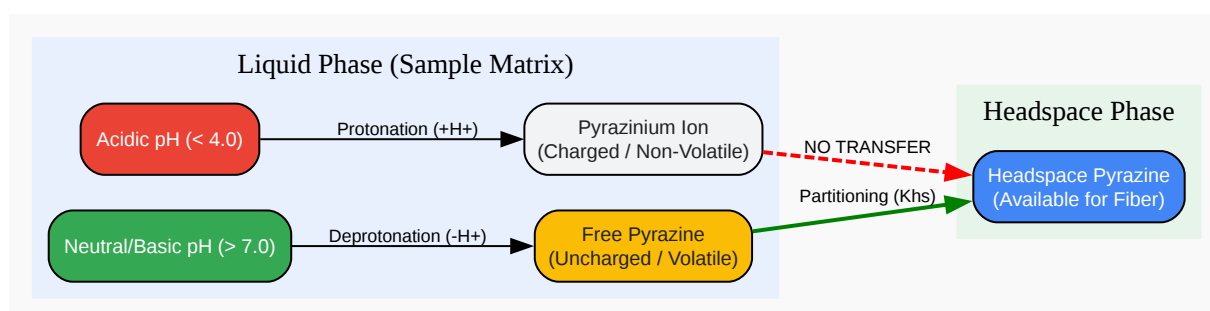 Liquid Phase (Sample Matrix)
Acidic pH (< 4.0)
Protonation (+H+)
Pyrazinium Ion
(Charged / Non-Volatile)
NO TRANSFER
Headspace Phase
Headspace Pyrazine
(Available for Fiber)
Partitioning (Khs)
Neutral/Basic pH (> 7.0)
Deprotonation (-H+)
Free Pyrazine
(Uncharged / Volatile)